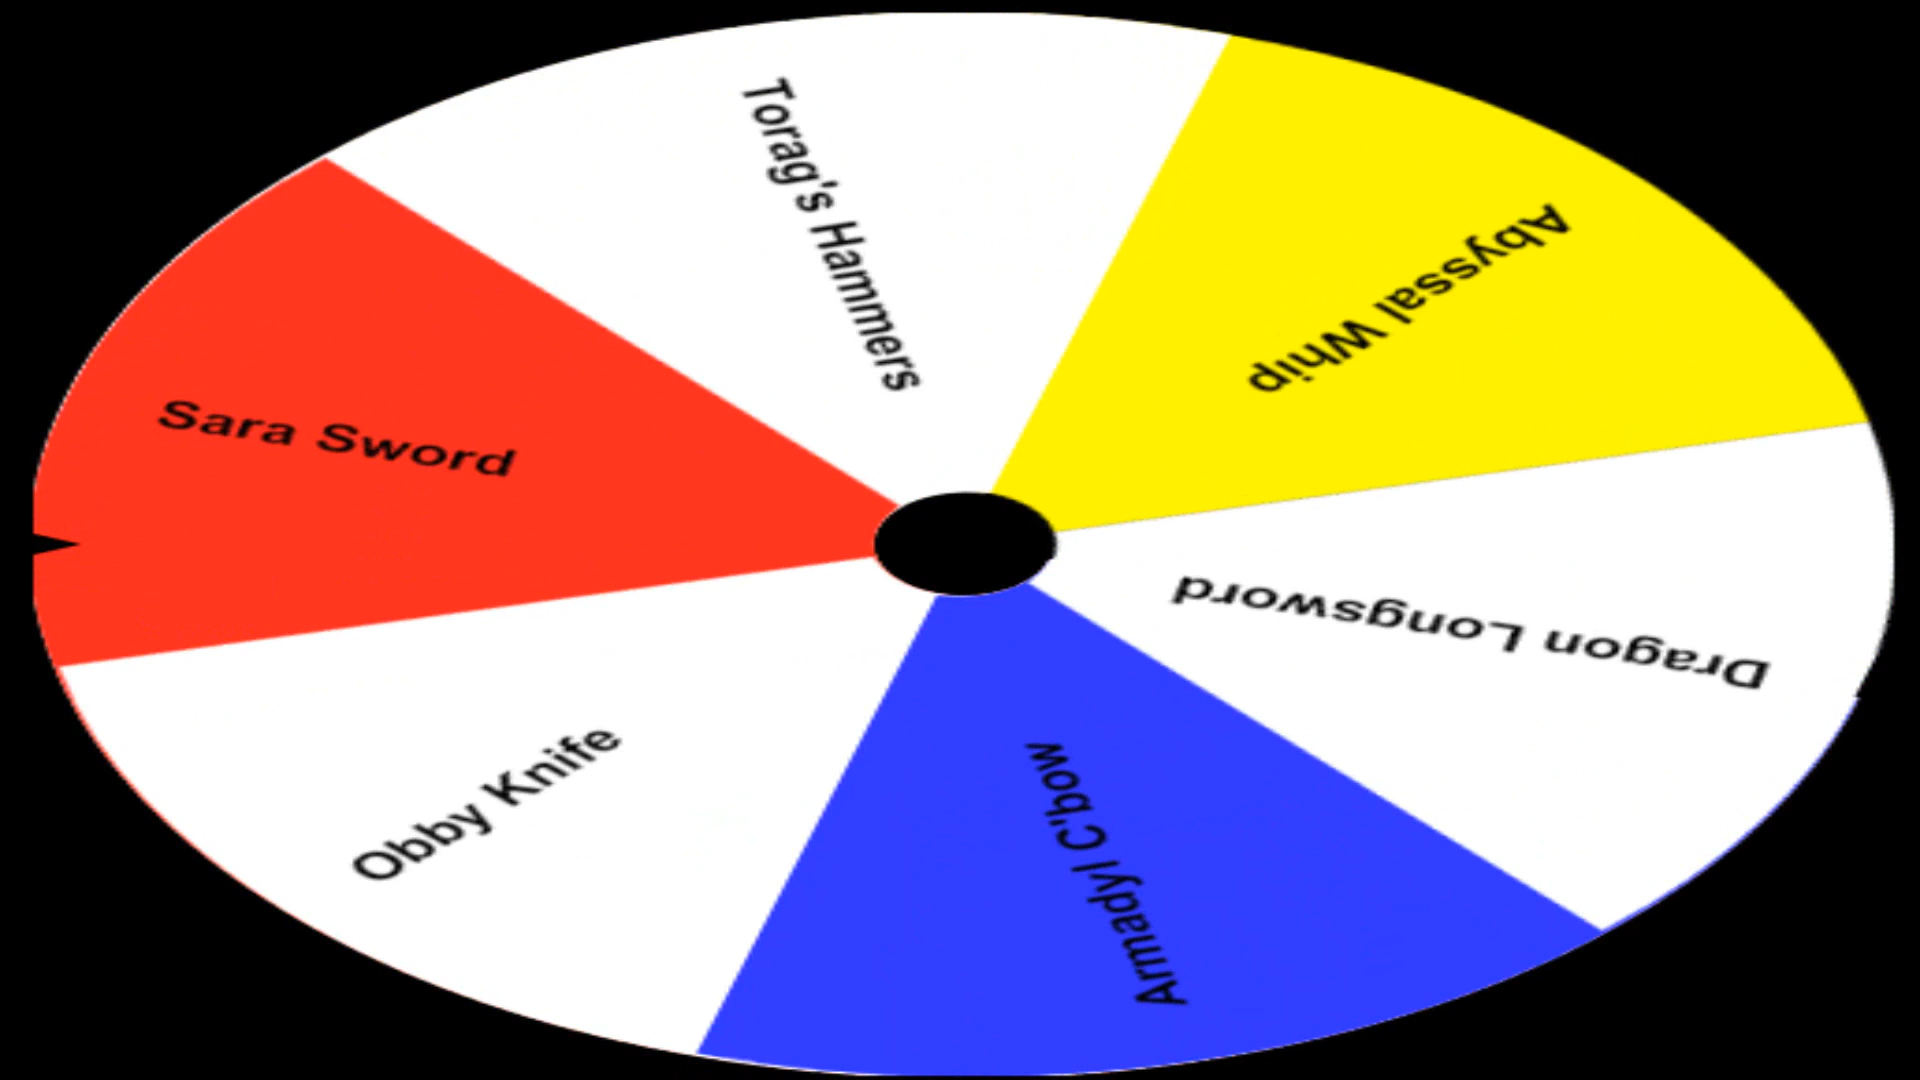 Torag's Hammers
Abyssal Whip
Sara Sword
Dragon Longsword
Obby Knife
Armadyl C'bow